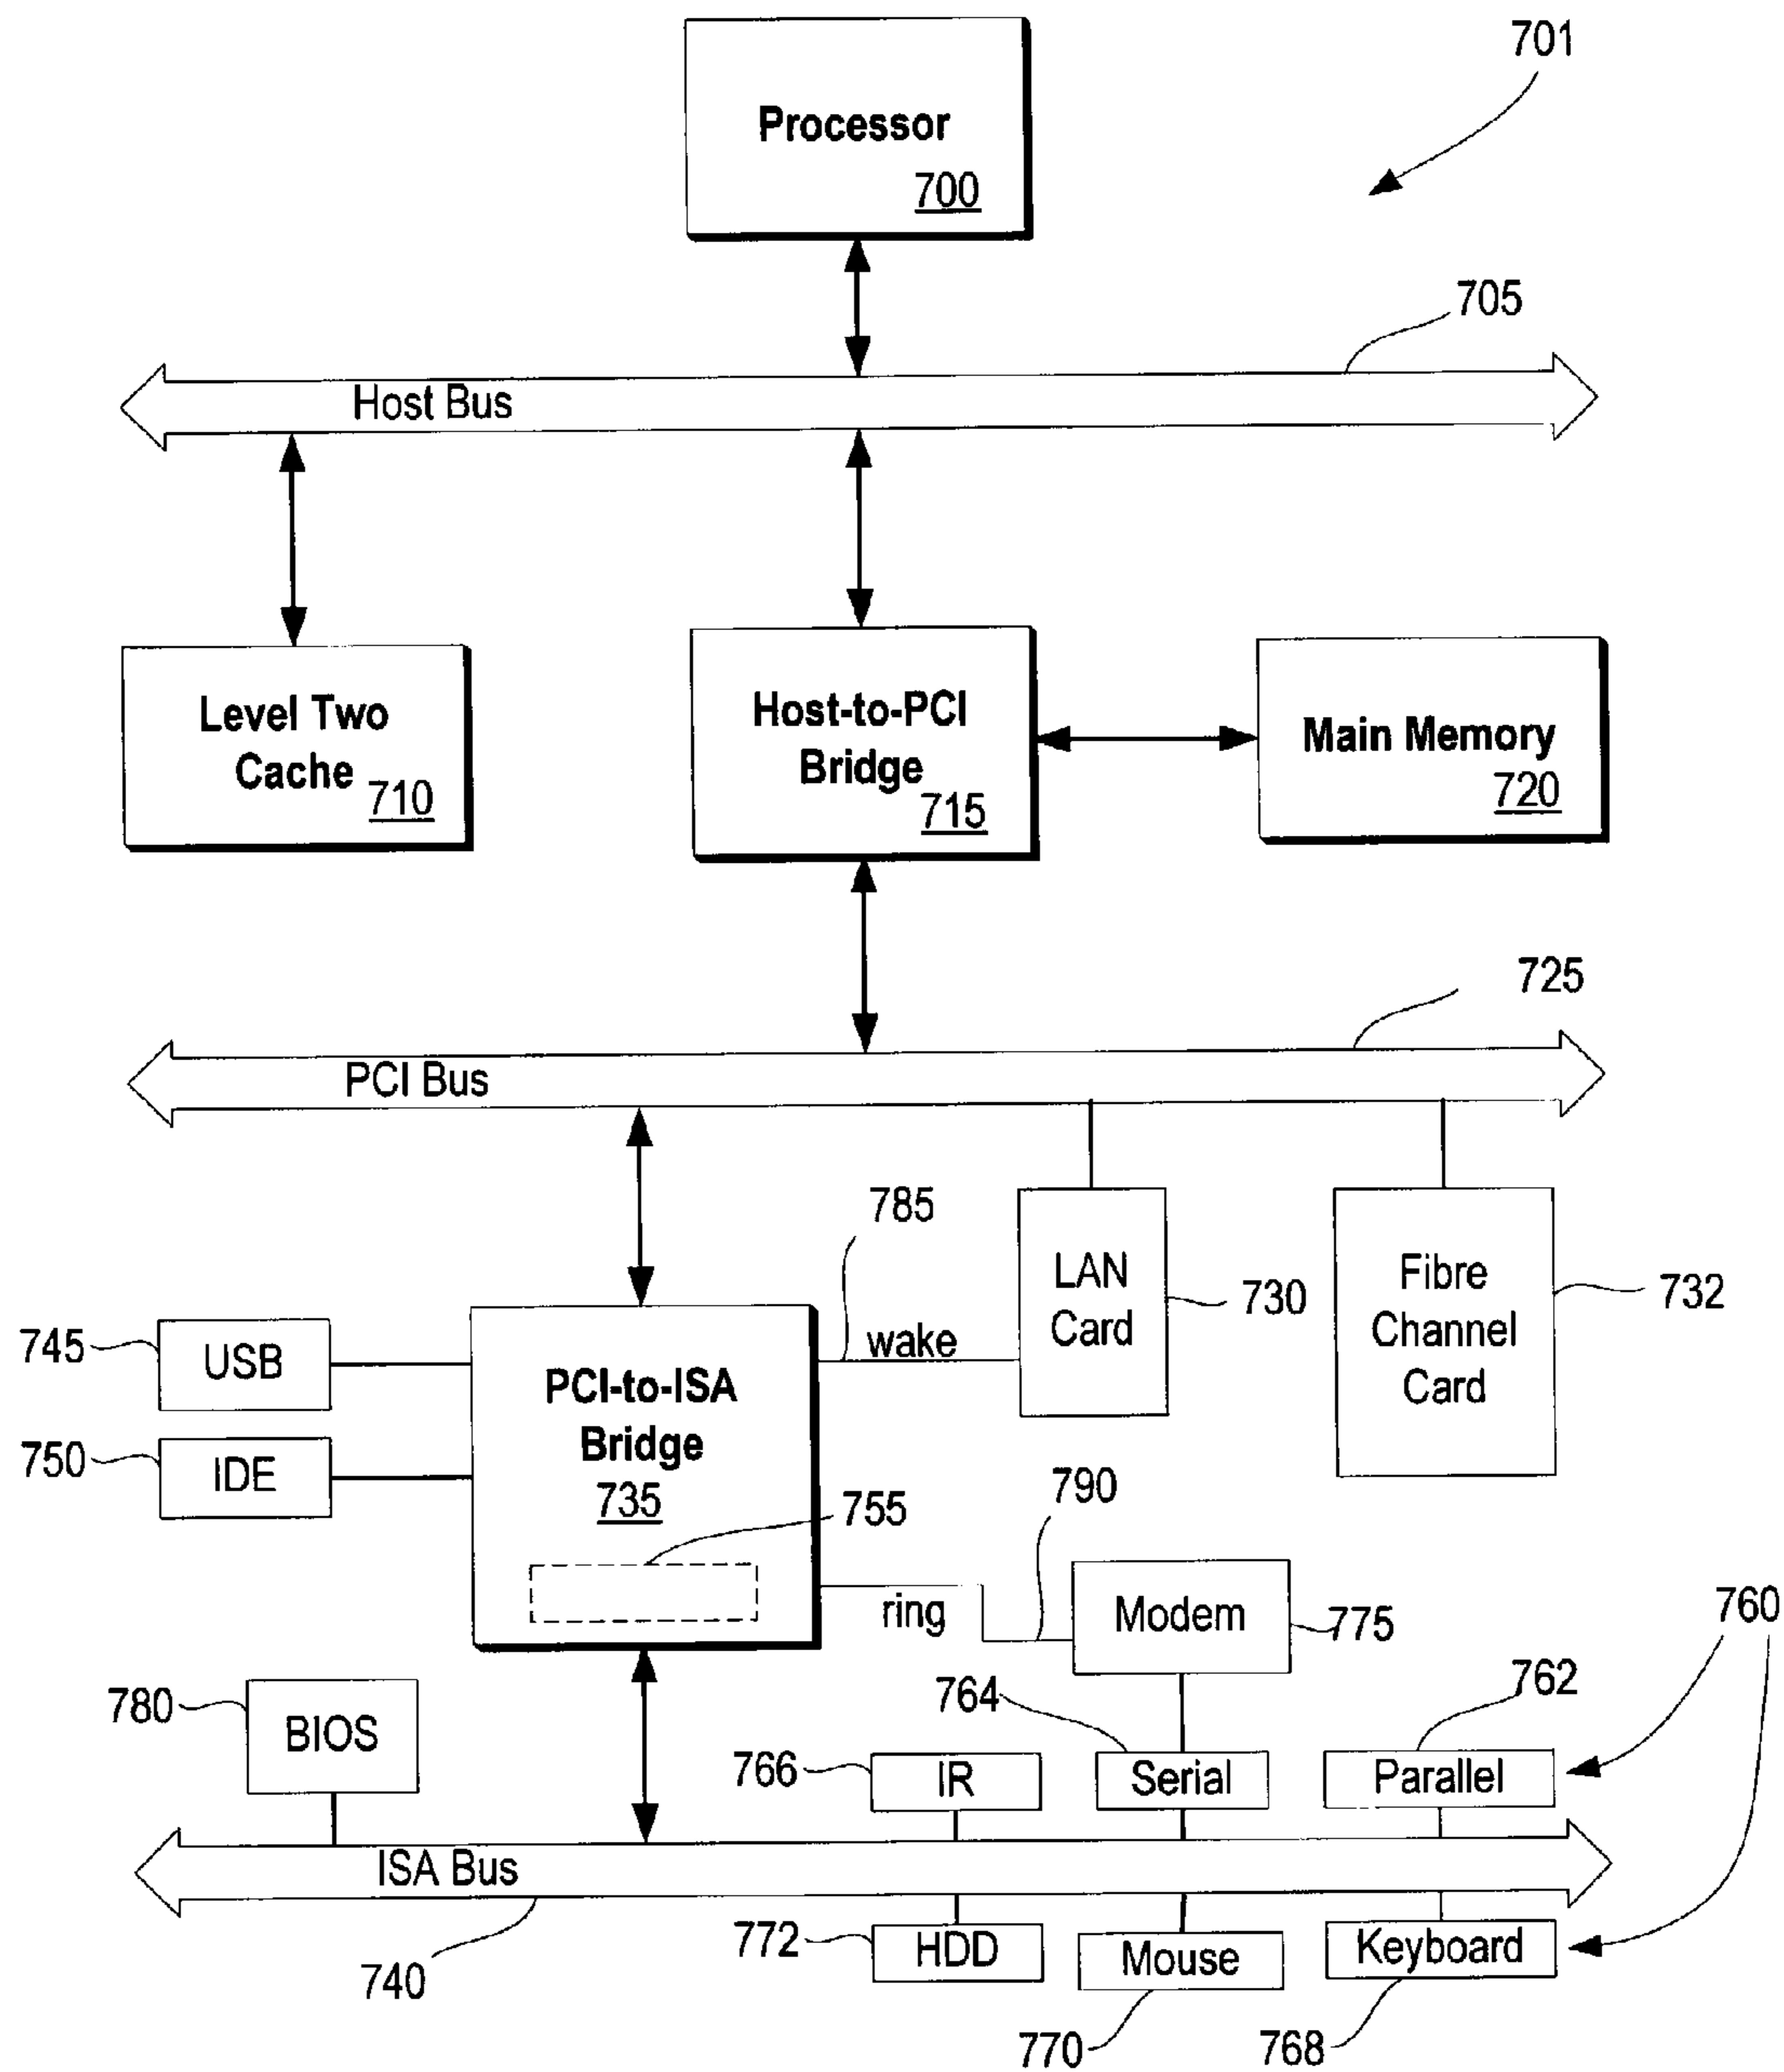 701
Processor
700
705
Host Bus
Level Two
Cache
710
Host-to-PCI
Bridge
715
Main Memory
720
725
PCI Bus
785
LAN
Card
730
Fibre
Channel
Card
732
745
USB
wake
PCI-to-ISA
Bridge
735
750
IDE
755
790
ring
Modem
775
760
780
BIOS
764
762
766
IR
Serial
Parallel
ISA Bus
740
772
HDD
Mouse
Keyboard
770
768